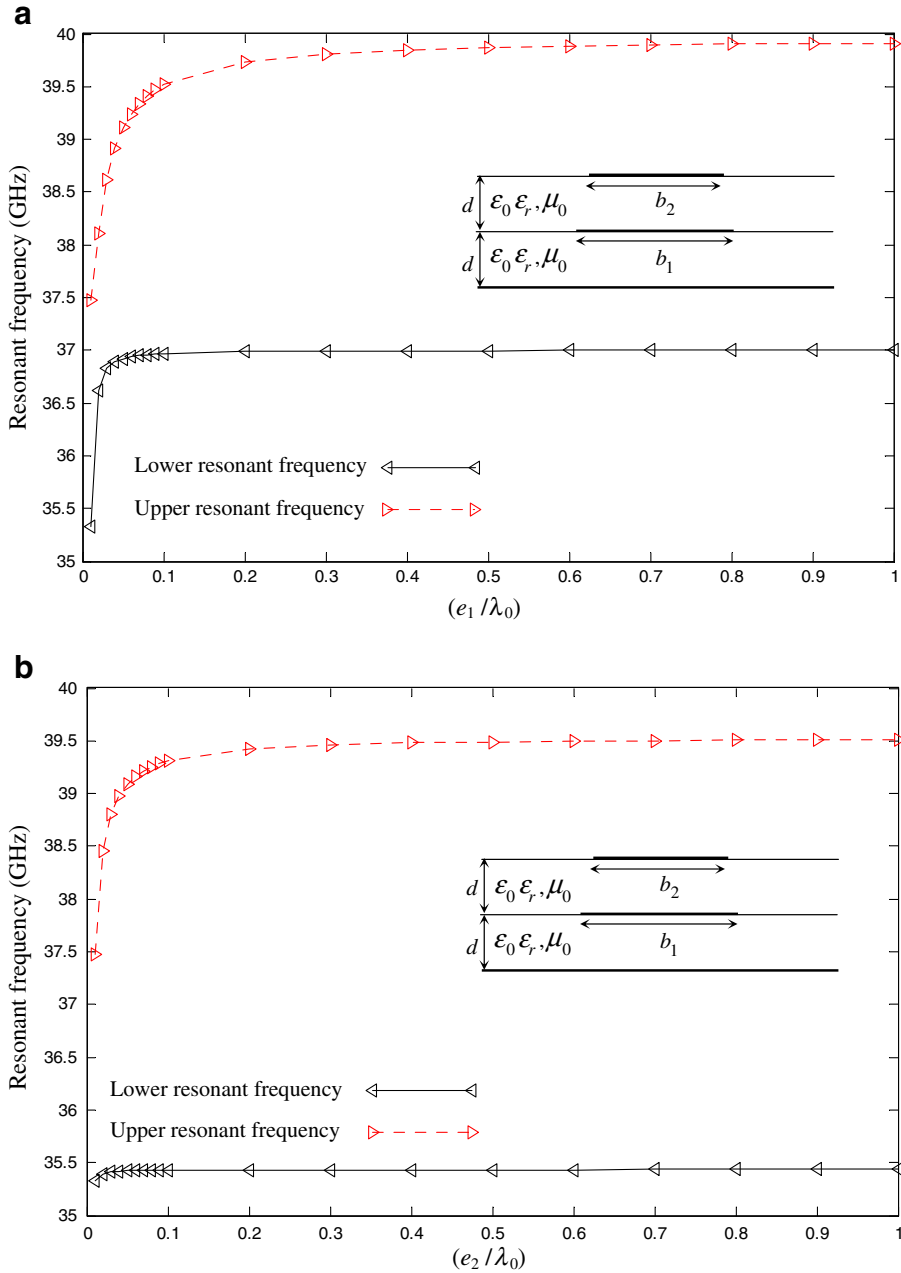 a
40
39.5
39
38.5
38
37.5
37
36.5
36
35.5
35
Resonant frequency (GHz)
d ε₀ εᵣ, μ₀ b₂
d ε₀ εᵣ, μ₀ b₁
Lower resonant frequency
Upper resonant frequency
0 0.1 0.2 0.3 0.4 0.5 0.6 0.7 0.8 0.9 1
(e₁/λ₀)
b
40
39.5
39
38.5
38
37.5
37
36.5
36
35.5
35
Resonant frequency (GHz)
d ε₀ εᵣ, μ₀ b₂
d ε₀ εᵣ, μ₀ b₁
Lower resonant frequency
Upper resonant frequency
0 0.1 0.2 0.3 0.4 0.5 0.6 0.7 0.8 0.9 1
(e₂/λ₀)